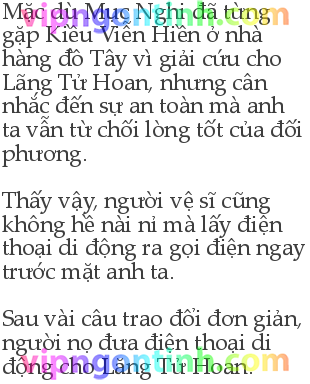 Mặc dù Mục Nghi đã từng
gặp Kiều Viễn Hiên ở nhà
hàng đồ Tây vì giải cứu cho
Lãng Tử Hoan, nhưng cân
nhắc đến sự an toàn mà anh
ta vẫn từ chối lòng tốt của đối
phương.
Thấy vậy, người vệ sĩ cũng
không hề nài nỉ mà lấy điện
thoại di động ra gọi điện ngay
trước mặt anh ta.
Sau vài câu trao đổi đơn giản,
người nọ đưa điện thoại di
động cho Lãng Tử Hoan.
vipngontinh.com
vipngontinh.com